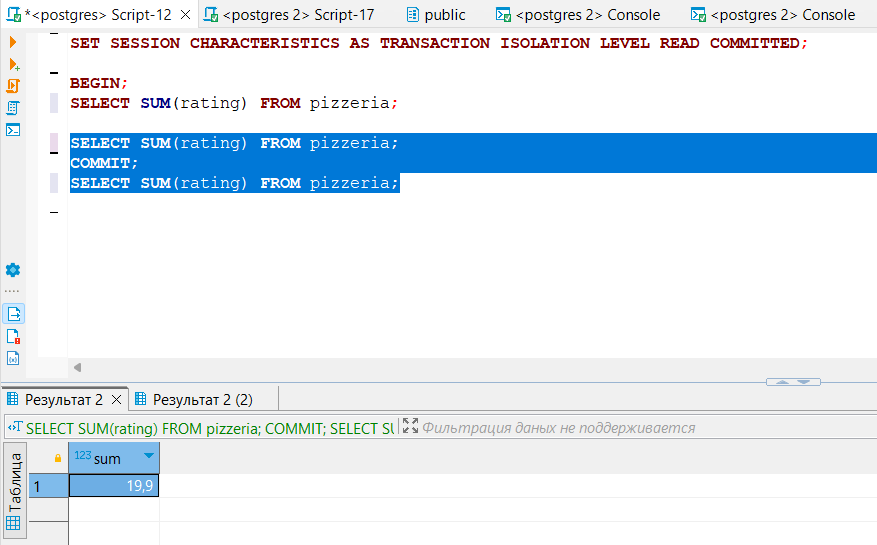 *<postgres> Script-12
<postgres 2> Script-17
public
<postgres 2> Console
<postgres 2> Console
SET SESSION CHARACTERISTICS AS TRANSACTION ISOLATION LEVEL READ COMMITTED;
BEGIN;
SELECT SUM(rating) FROM pizzeria;
SELECT SUM(rating) FROM pizzeria;
COMMIT;
SELECT SUM(rating) FROM pizzeria;
Результат 2
Результат 2 (2)
SELECT SUM(rating) FROM pizzeria; COMMIT; SELECT SU
Фильтрация даных не поддерживается
Таблица
123 sum
1
19,9